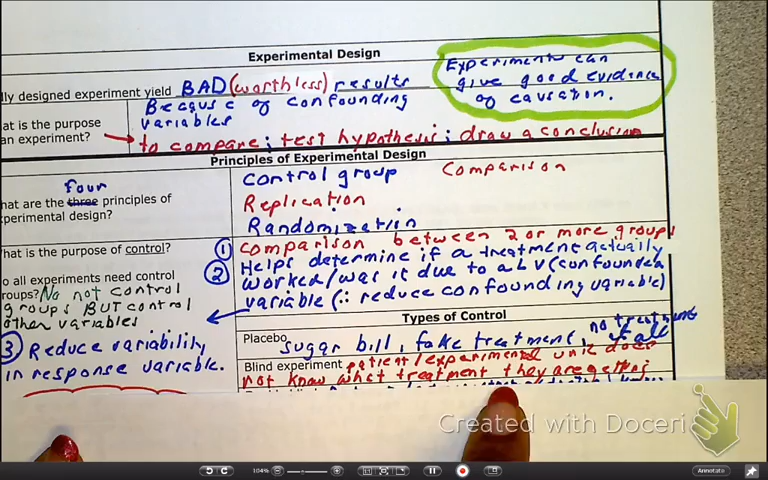 Experimental Design
lly designed experiment yield BAD (worthless) results
Because of confounding
variables
Experiments can
give good evidence
of causation.
hat is the purpose
an experiment?
to compare; test hypothesis; draw a conclusion
Principles of Experimental Design
four
hat are the three principles of
xperimental design?
Control group Comparison
Replication
Randomization
hat is the purpose of control?
1 comparison between 2 or more groups
2 Helps determine if a treatment actually
worked/was it due to a LV (confounded
variable (∴ reduce confounding variable)
o all experiments need control
roups? No not control
groups BUT control
other variables
3 Reduce variability
in response variable.
Types of Control
Placebo sugar bill, fake treatment, no treatment at all
Blind experiment patient/experimental unit does
not know what treatment they are getting
Created with Doceri
104%
Annotate